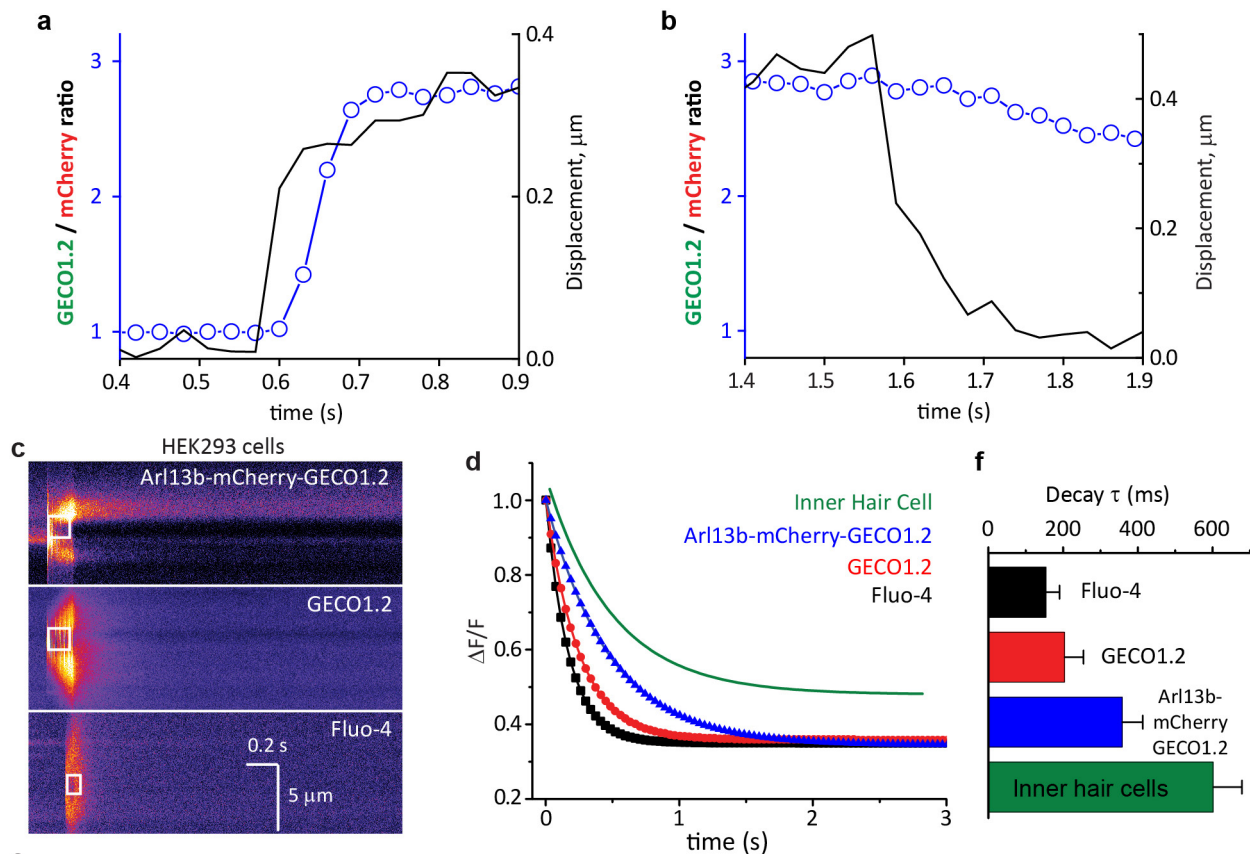 a
GECO1.2 / mCherry ratio
3
2
1
0.4
0.2
0.0
Displacement, μm
0.4 0.5 0.6 0.7 0.8 0.9
time (s)
b
GECO1.2 / mCherry ratio
3
2
1
0.4
0.2
0.0
Displacement, μm
1.4 1.5 1.6 1.7 1.8 1.9
time (s)
c
HEK293 cells
Arl13b-mCherry-GECO1.2
GECO1.2
Fluo-4
0.2 s
5 μm
d
ΔF/F
1.0
0.8
0.6
0.4
0.2
Inner Hair Cell
Arl13b-mCherry-GECO1.2
GECO1.2
Fluo-4
0 1 2 3
time (s)
f
Decay τ (ms)
0 200 400 600
Fluo-4
GECO1.2
Arl13b-
mCherry
GECO1.2
Inner hair cells